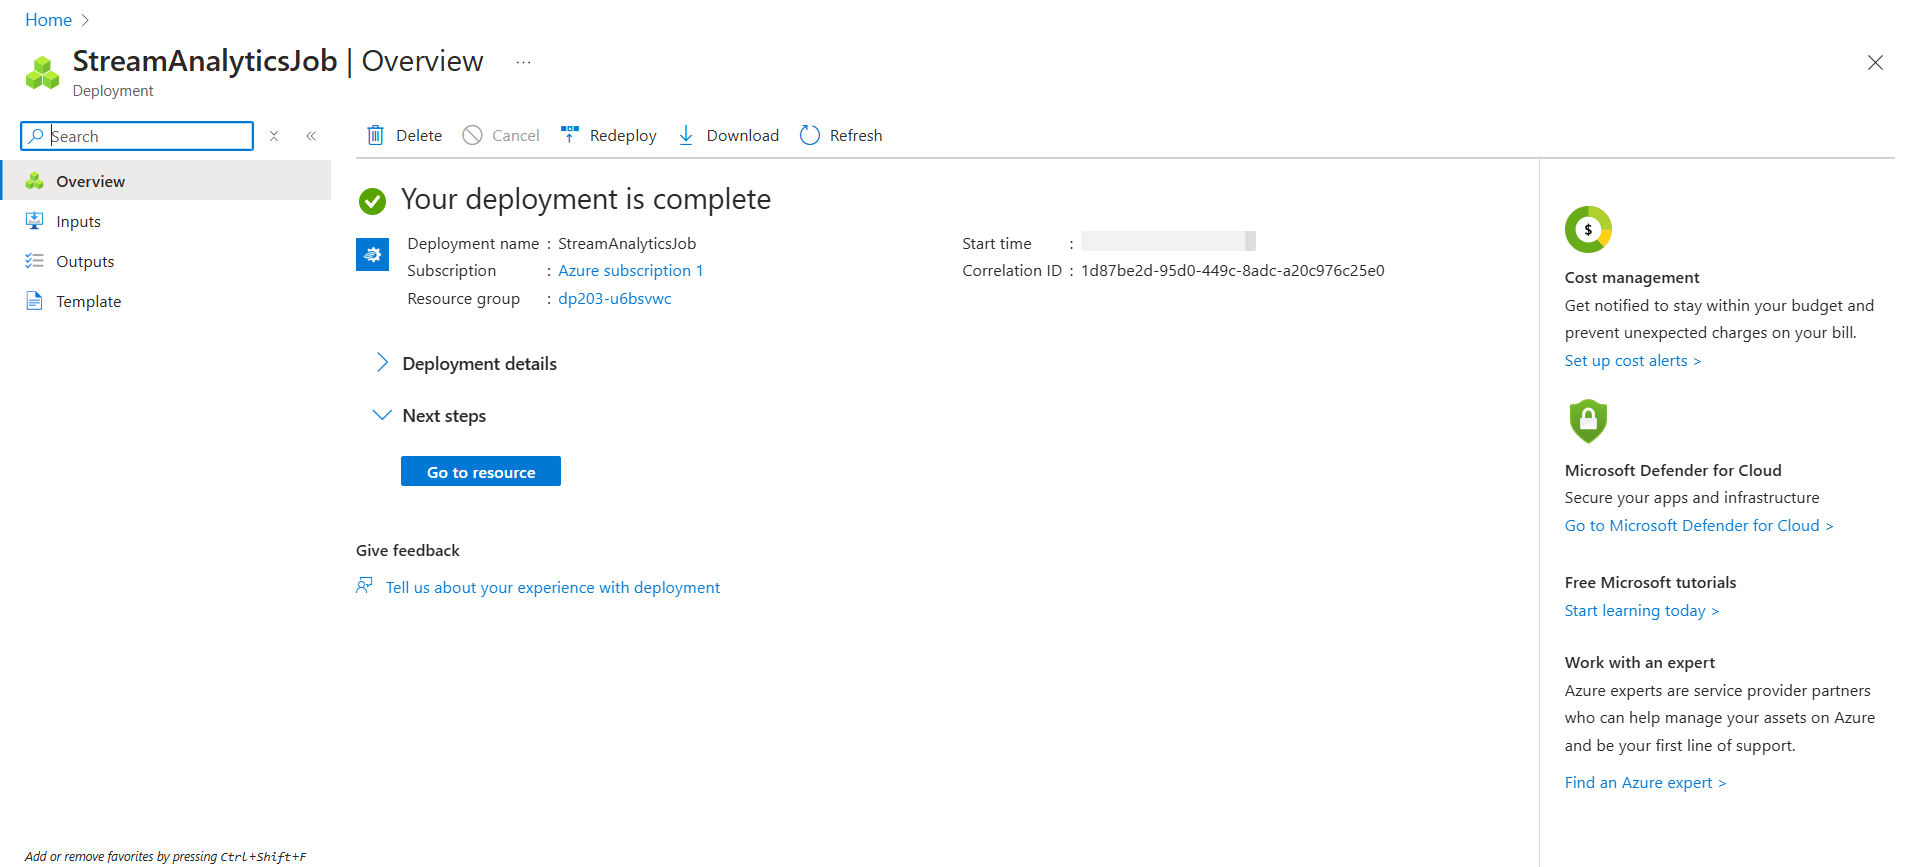 Home
StreamAnalyticsJob | Overview ...
Deployment
Search
Overview
Inputs
Outputs
Template
Delete Cancel Redeploy Download Refresh
Your deployment is complete
Deployment name : StreamAnalyticsJob
Subscription : Azure subscription 1
Resource group : dp203-u6bsvwc
Start time :
Correlation ID : 1d87be2d-95d0-449c-8adc-a20c976c25e0
Deployment details
Next steps
Go to resource
Give feedback
Tell us about your experience with deployment
$
Cost management
Get notified to stay within your budget and
prevent unexpected charges on your bill.
Set up cost alerts >
Microsoft Defender for Cloud
Secure your apps and infrastructure
Go to Microsoft Defender for Cloud >
Free Microsoft tutorials
Start learning today >
Work with an expert
Azure experts are service provider partners
who can help manage your assets on Azure
and be your first line of support.
Find an Azure expert >
Add or remove favorites by pressing Ctrl+Shift+F